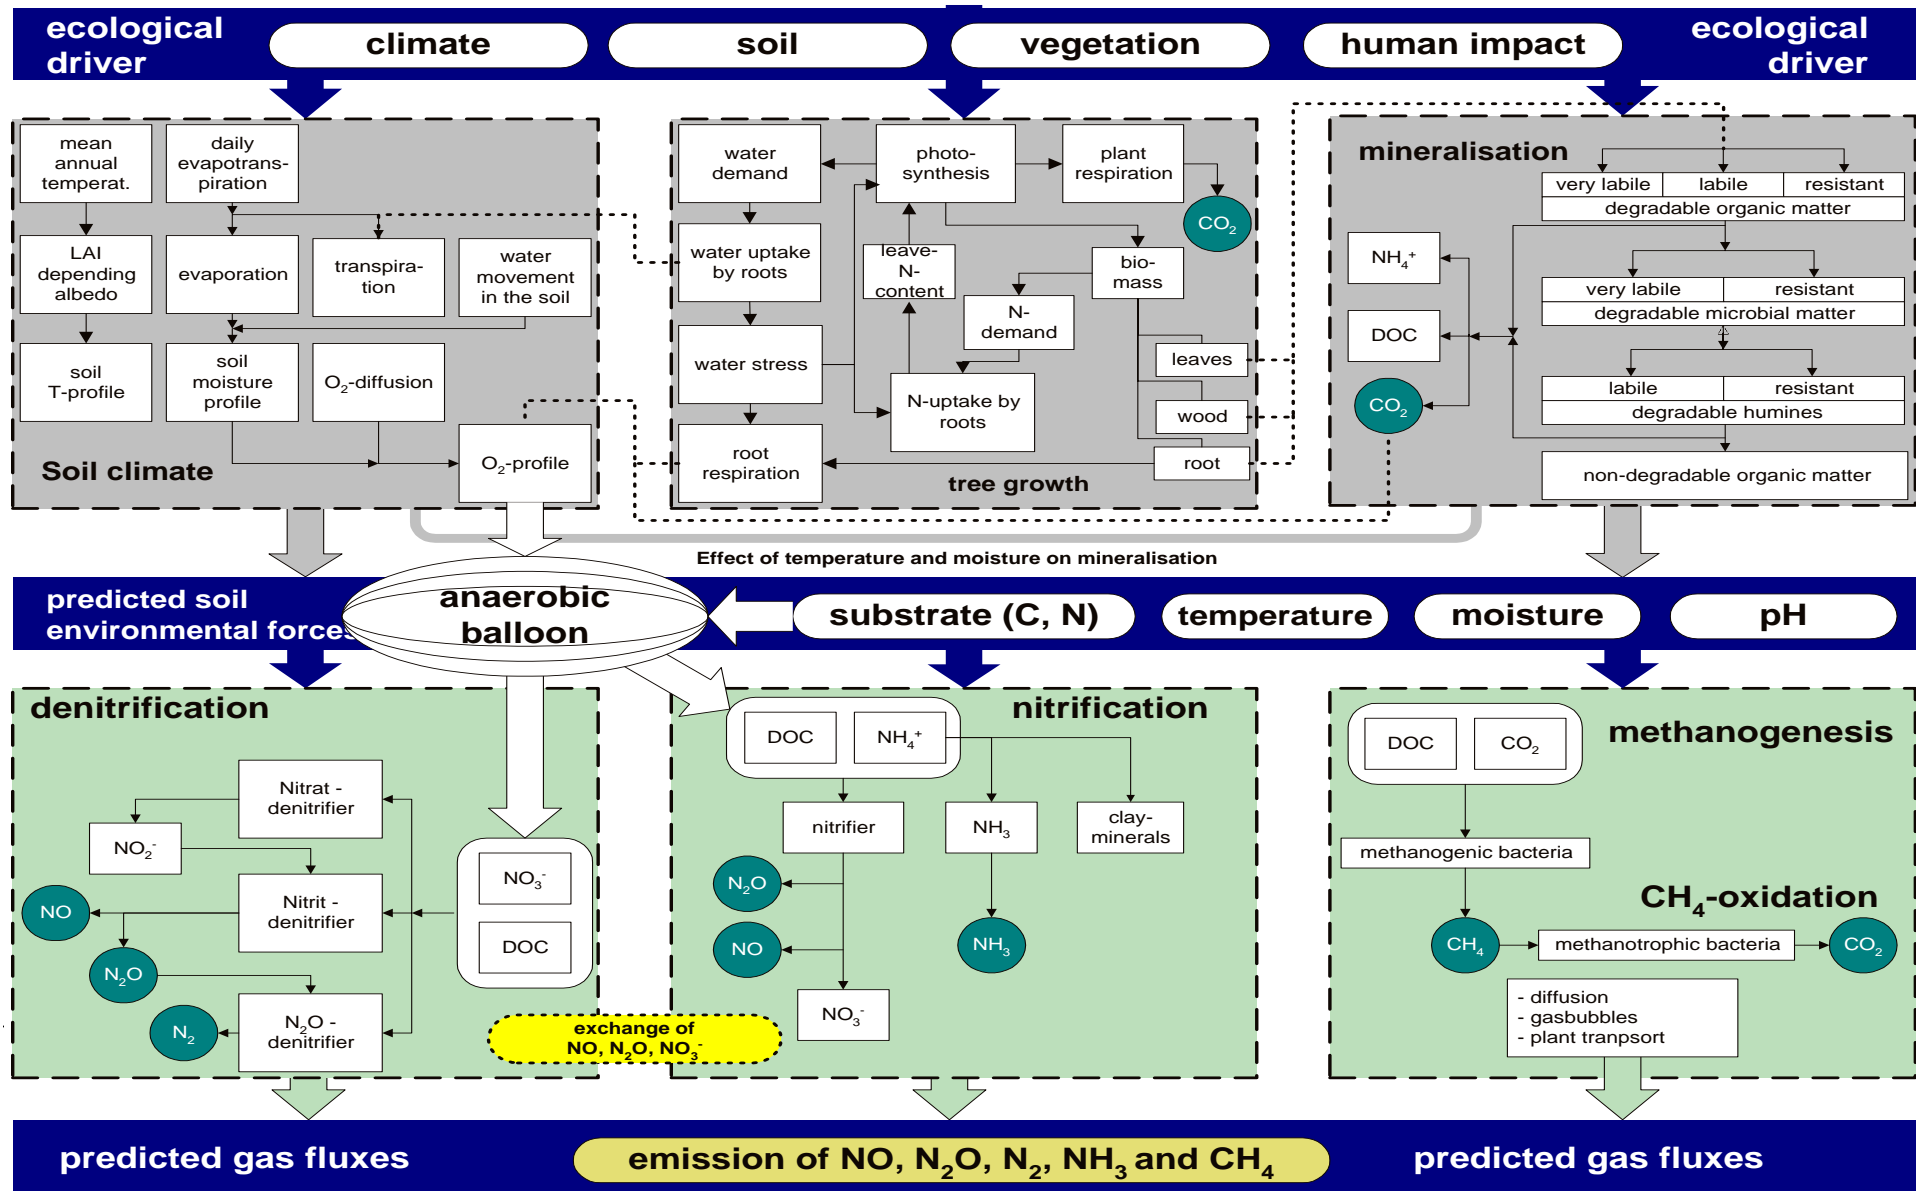 ecological
driver
climate
soil
vegetation
human impact
ecological
driver
mean
annual
temperat.
daily
evapotrans-
piration
LAI
depending
albedo
evaporation
transpira-
tion
water
movement
in the soil
soil
T-profile
soil
moisture
profile
O₂-diffusion
O₂-profile
Soil climate
water
demand
photo-
synthesis
plant
respiration
CO₂
water uptake
by roots
leave-
N-
content
bio-
mass
N-
demand
water stress
leaves
N-uptake by
roots
wood
root
respiration
root
tree growth
mineralisation
very labile
labile
resistant
degradable organic matter
NH₄⁺
very labile
resistant
degradable microbial matter
DOC
labile
resistant
degradable humines
CO₂
non-degradable organic matter
Effect of temperature and moisture on mineralisation
predicted soil
environmental forces
anaerobic
balloon
substrate (C, N)
temperature
moisture
pH
denitrification
Nitrat -
denitrifier
NO₂⁻
NO
Nitrit -
denitrifier
N₂O
N₂
N₂O -
denitrifier
NO₃⁻
DOC
exchange of
NO, N₂O, NO₃⁻
nitrification
DOC
NH₄⁺
nitrifier
NH₃
clay-
minerals
N₂O
NO
NH₃
NO₃⁻
methanogenesis
DOC
CO₂
methanogenic bacteria
CH₄-oxidation
CH₄
methanotrophic bacteria
CO₂
- diffusion
- gasbubbles
- plant tranpsort
predicted gas fluxes
emission of NO, N₂O, N₂, NH₃ and CH₄
predicted gas fluxes